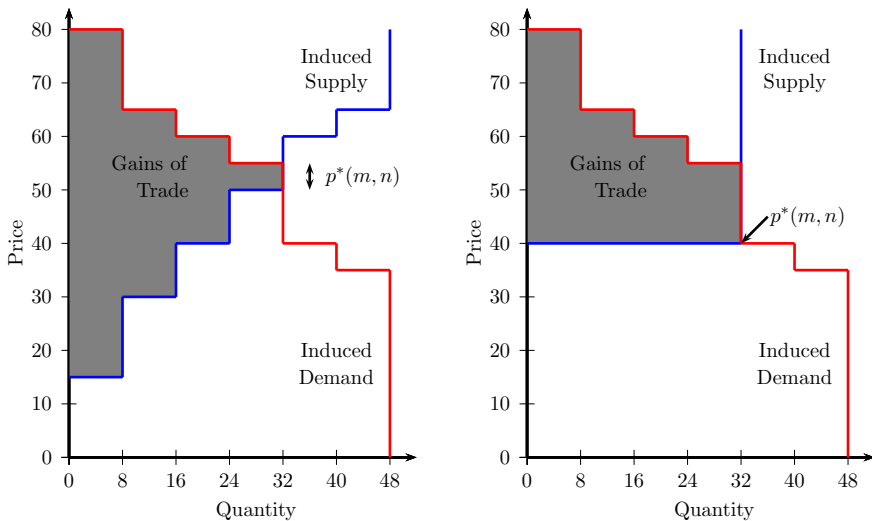 80
70
60
50
40
30
20
10
0
Price
0 8 16 24 32 40 48
Quantity
Induced
Supply
Gains of
Trade
p*(m, n)
Induced
Demand
80
70
60
50
40
30
20
10
0
Price
0 8 16 24 32 40 48
Quantity
Induced
Supply
Gains of
Trade
p*(m, n)
Induced
Demand